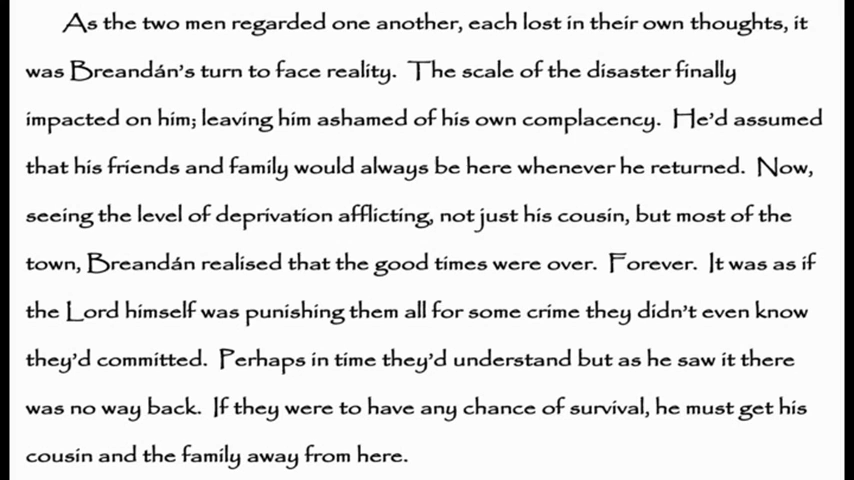 As the two men regarded one another, each lost in their own thoughts, it
was Breandán's turn to face reality. The scale of the disaster finally
impacted on him; leaving him ashamed of his own complacency. He'd assumed
that his friends and family would always be here whenever he returned. Now,
seeing the level of deprivation afflicting, not just his cousin, but most of the
town, Breandán realised that the good times were over. Forever. It was as if
the Lord himself was punishing them all for some crime they didn't even know
they'd committed. Perhaps in time they'd understand but as he saw it there
was no way back. If they were to have any chance of survival, he must get his
cousin and the family away from here.